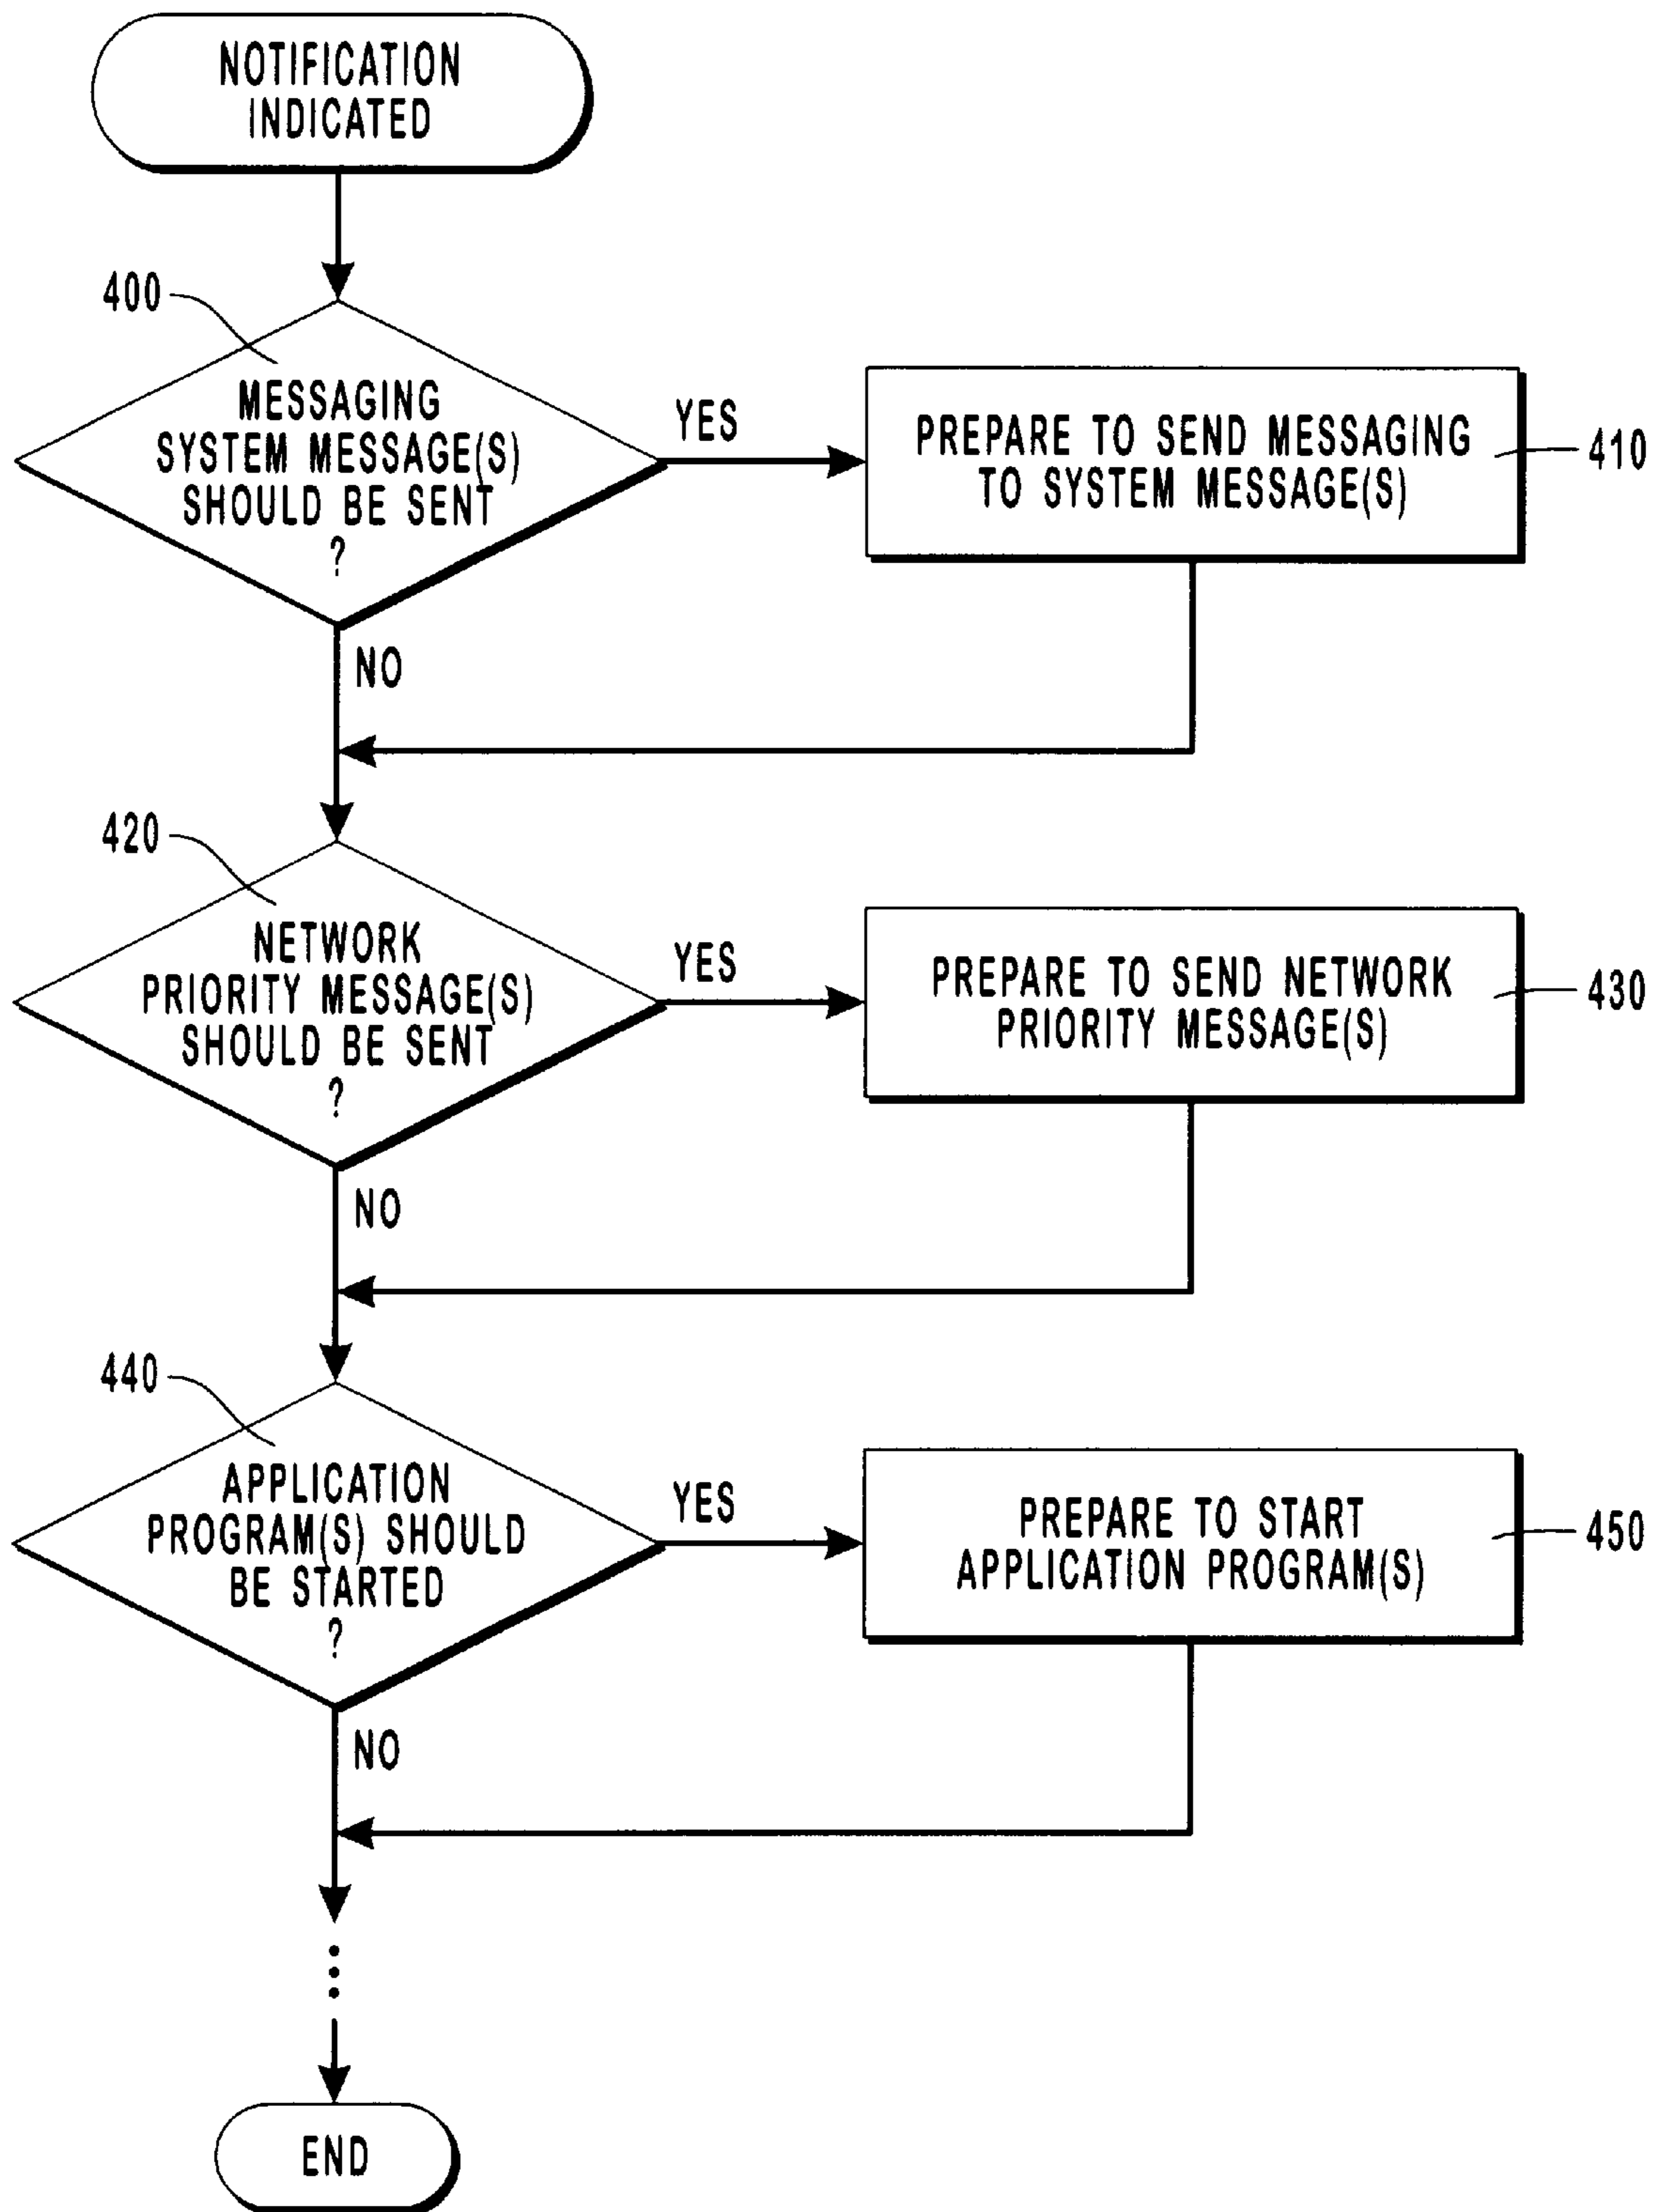 NOTIFICATION
INDICATED
400
MESSAGING
SYSTEM MESSAGE(S)
SHOULD BE SENT
?
YES
PREPARE TO SEND MESSAGING
TO SYSTEM MESSAGE(S)
410
NO
420
NETWORK
PRIORITY MESSAGE(S)
SHOULD BE SENT
?
YES
PREPARE TO SEND NETWORK
PRIORITY MESSAGE(S)
430
NO
440
APPLICATION
PROGRAM(S) SHOULD
BE STARTED
?
YES
PREPARE TO START
APPLICATION PROGRAM(S)
450
NO
END